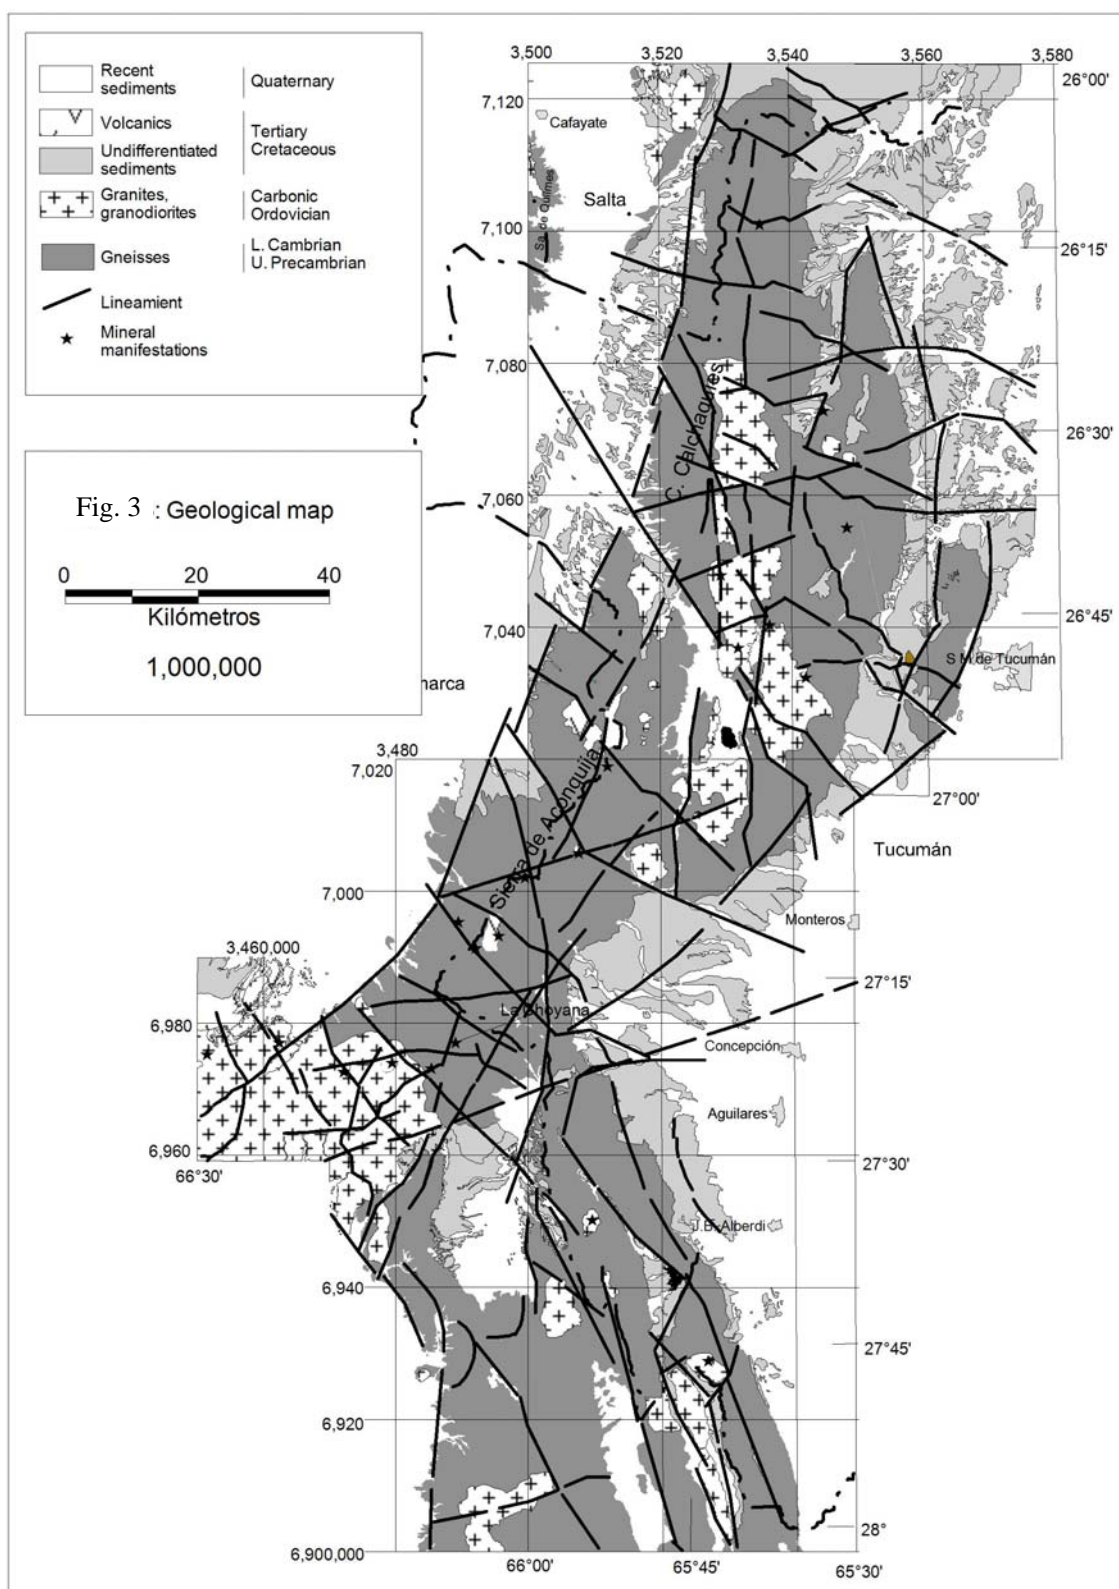 3,500
3,520
3,540
3,560
3,580
Recent
sediments
Quaternary
Volcanics
Tertiary
Cretaceous
Undifferentiated
sediments
Granites,
granodiorites
Carbonic
Ordovician
Gneisses
L. Cambrian
U. Precambrian
Lineamient
Mineral
manifestations
Fig. 3 : Geological map
0 20 40
Kilómetros
1,000,000
7,120
26°00'
Cafayate
Salta
7,100
26°15'
7,080
C. Calchaquies
26°30'
7,060
26°45'
7,040
S M de Tucumán
marca
3,480
7,020
27°00'
Sierra de Aconquija
Tucumán
7,000
Monteros
3,460,000
27°15'
La Choyana
6,980
Concepción
Aguilares
6,960
66°30'
27°30'
J.B. Alberdi
6,940
27°45'
6,920
28°
6,900,000
66°00'
65°45'
65°30'